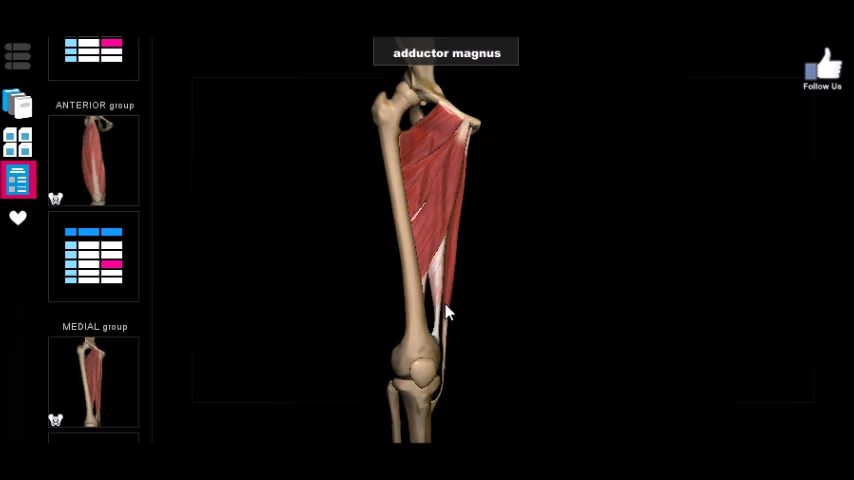 adductor magnus
Follow Us
ANTERIOR group
MEDIAL group